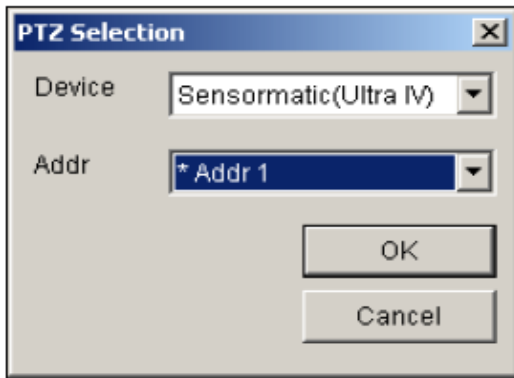 PTZ Selection
Device
Sensormatic(Ultra IV)
Addr
* Addr 1
OK
Cancel